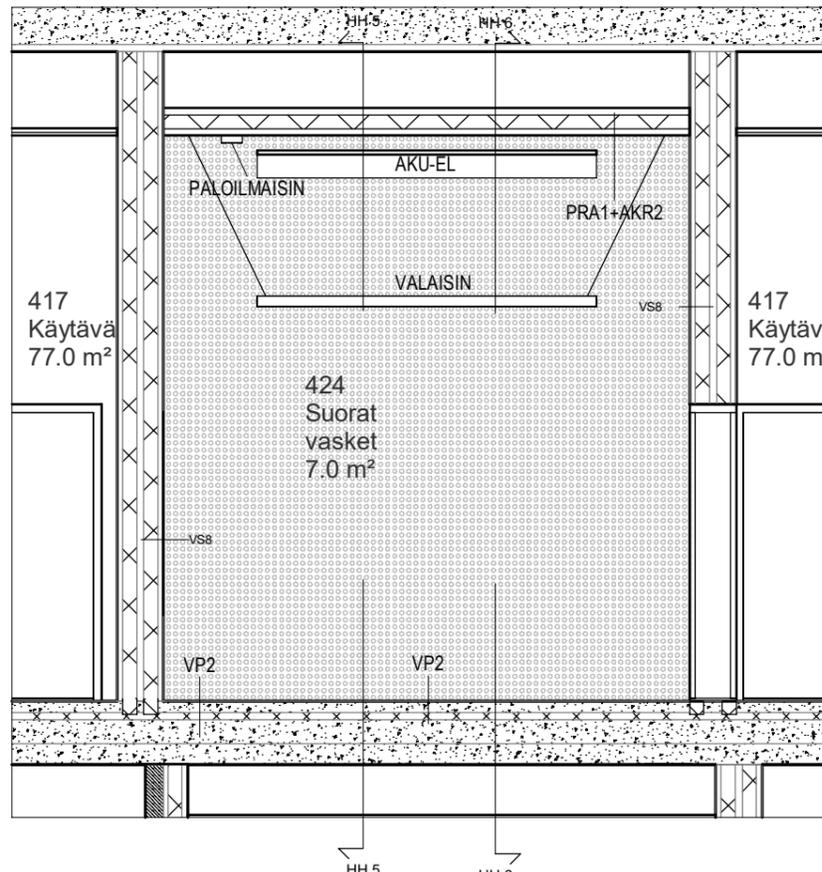 HH 5
HH 6
AKU-EL
PALOILMAISIN
PRA1+AKR2
VALAISIN
417
Käytävä
77.0 m²
VS8
417
Käytäv
77.0 m
424
Suorat
vasket
7.0 m²
VS8
VP2
VP2
HH 5